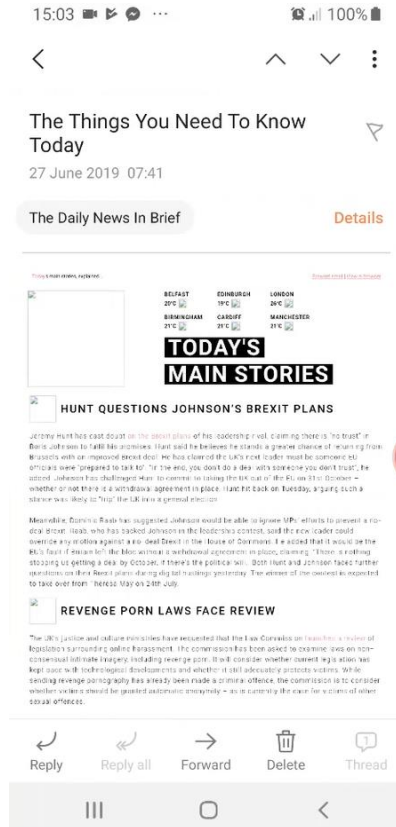 15:03 ... 100%
The Things You Need To Know
Today
27 June 2019 07:41
The Daily News In Brief
Details
Today's main stories, explained.
BELFAST EDINBURGH LONDON
20°C 19°C 26°C
BIRMINGHAM CARDIFF MANCHESTER
21°C 21°C 21°C
TODAY'S
MAIN STORIES
HUNT QUESTIONS JOHNSON'S BREXIT PLANS
Jeremy Hunt has cast doubt on the Brexit plans of his leadership rival, claiming there is "no trust" in
Boris Johnson to fulfil his promises. Hunt said he believes he stands a greater chance of returning from
Brussels with an improved Brexit deal. He has claimed the UK's next leader must be someone EU
officials were "prepared to talk to". "In the end, you don't do a deal with someone you don't trust", he
added. Johnson has challenged Hunt to commit to taking the UK out of the EU on 31st October –
whether or not there is a withdrawal agreement in place. Hunt hit back on Tuesday, arguing such a
stance was likely to "trip" the UK into a general election.
Meanwhile, Dominic Raab has suggested Johnson would be able to ignore MPs' efforts to prevent a no-
deal Brexit. Raab, who has backed Johnson in the leadership contest, said the new leader could
override any motion against a no-deal Brexit in the House of Commons. He added that it would be the
EU's fault if Britain left the bloc without a withdrawal agreement in place, claiming: "There is nothing
stopping us getting a deal by October, if there's the political will". Both Hunt and Johnson faced further
questions on their Brexit plans during digital hustings yesterday. The winner of the contest is expected
to take over from Theresa May on 24th July.
REVENGE PORN LAWS FACE REVIEW
The UK's justice and culture ministries have requested that the Law Commission launches a review of
legislation surrounding online harassment. The commission has been asked to examine laws on non-
consensual intimate imagery, including revenge porn. It will consider whether current legislation has
kept pace with technological developments and whether it still adequately protects victims. While
sending revenge pornography has already been made a criminal offence, the commission is to consider
whether victims should be granted automatic anonymity – as is currently the case for victims of other
sexual offences.
Reply
Reply all
Forward
Delete
1
Thread